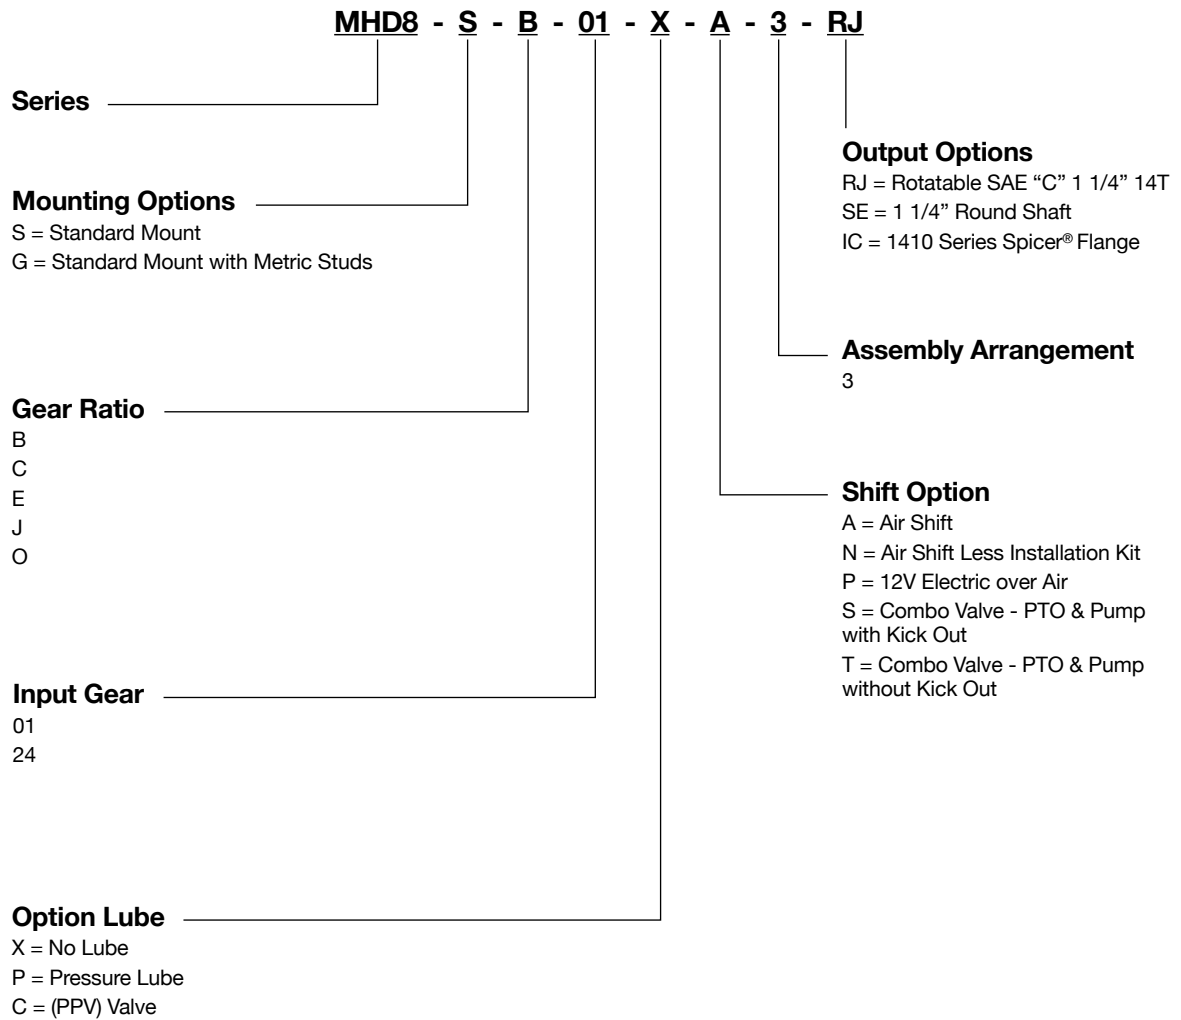 MHD8 - S - B - 01 - X - A - 3 - RJ
Series
Mounting Options
S = Standard Mount
G = Standard Mount with Metric Studs
Gear Ratio
B
C
E
J
O
Input Gear
01
24
Option Lube
X = No Lube
P = Pressure Lube
C = (PPV) Valve
Output Options
RJ = Rotatable SAE “C” 1 1/4” 14T
SE = 1 1/4” Round Shaft
IC = 1410 Series Spicer® Flange
Assembly Arrangement
3
Shift Option
A = Air Shift
N = Air Shift Less Installation Kit
P = 12V Electric over Air
S = Combo Valve - PTO & Pump
with Kick Out
T = Combo Valve - PTO & Pump
without Kick Out